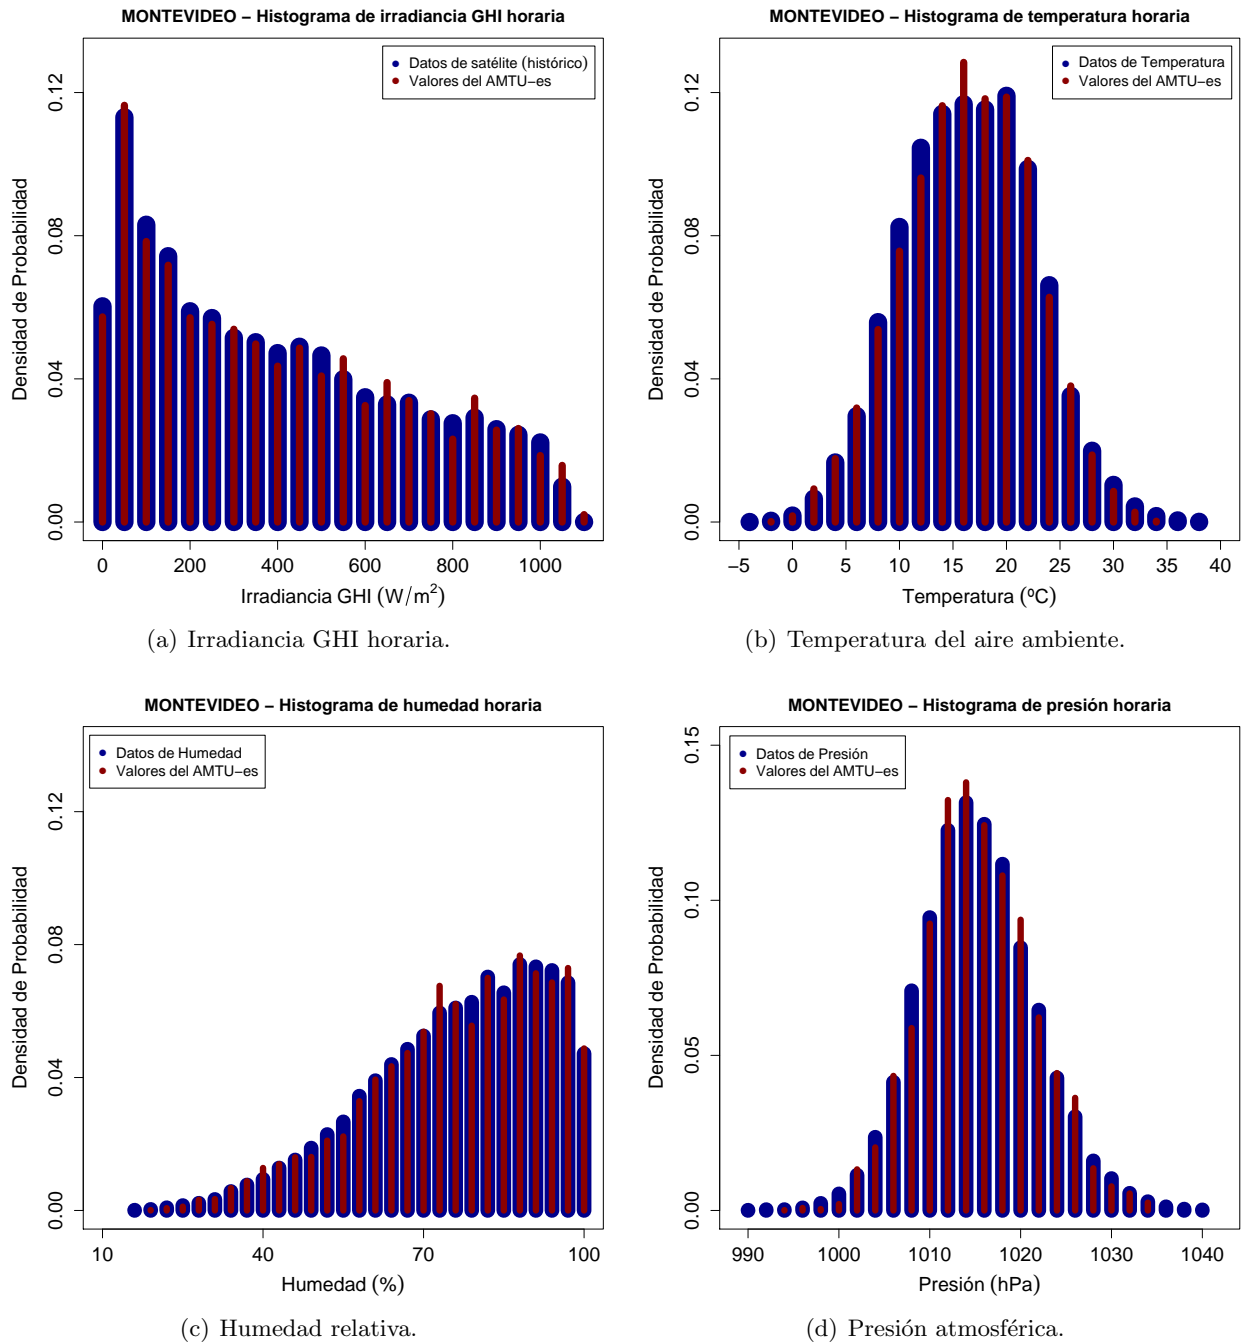 MONTEVIDEO − Histograma de irradiancia GHI horaria
Datos de satélite (histórico)
Valores del AMTU−es
Densidad de Probabilidad
0.12
0.08
0.04
0.00
0 200 400 600 800 1000
Irradiancia GHI (W/m²)
(a) Irradiancia GHI horaria.
MONTEVIDEO − Histograma de temperatura horaria
Datos de Temperatura
Valores del AMTU−es
Densidad de Probabilidad
0.12
0.08
0.04
0.00
−5 0 5 10 15 20 25 30 35 40
Temperatura (ºC)
(b) Temperatura del aire ambiente.
MONTEVIDEO − Histograma de humedad horaria
Datos de Humedad
Valores del AMTU−es
Densidad de Probabilidad
0.12
0.08
0.04
0.00
10 40 70 100
Humedad (%)
(c) Humedad relativa.
MONTEVIDEO − Histograma de presión horaria
Datos de Presión
Valores del AMTU−es
Densidad de Probabilidad
0.15
0.10
0.05
0.00
990 1000 1010 1020 1030 1040
Presión (hPa)
(d) Presión atmosférica.